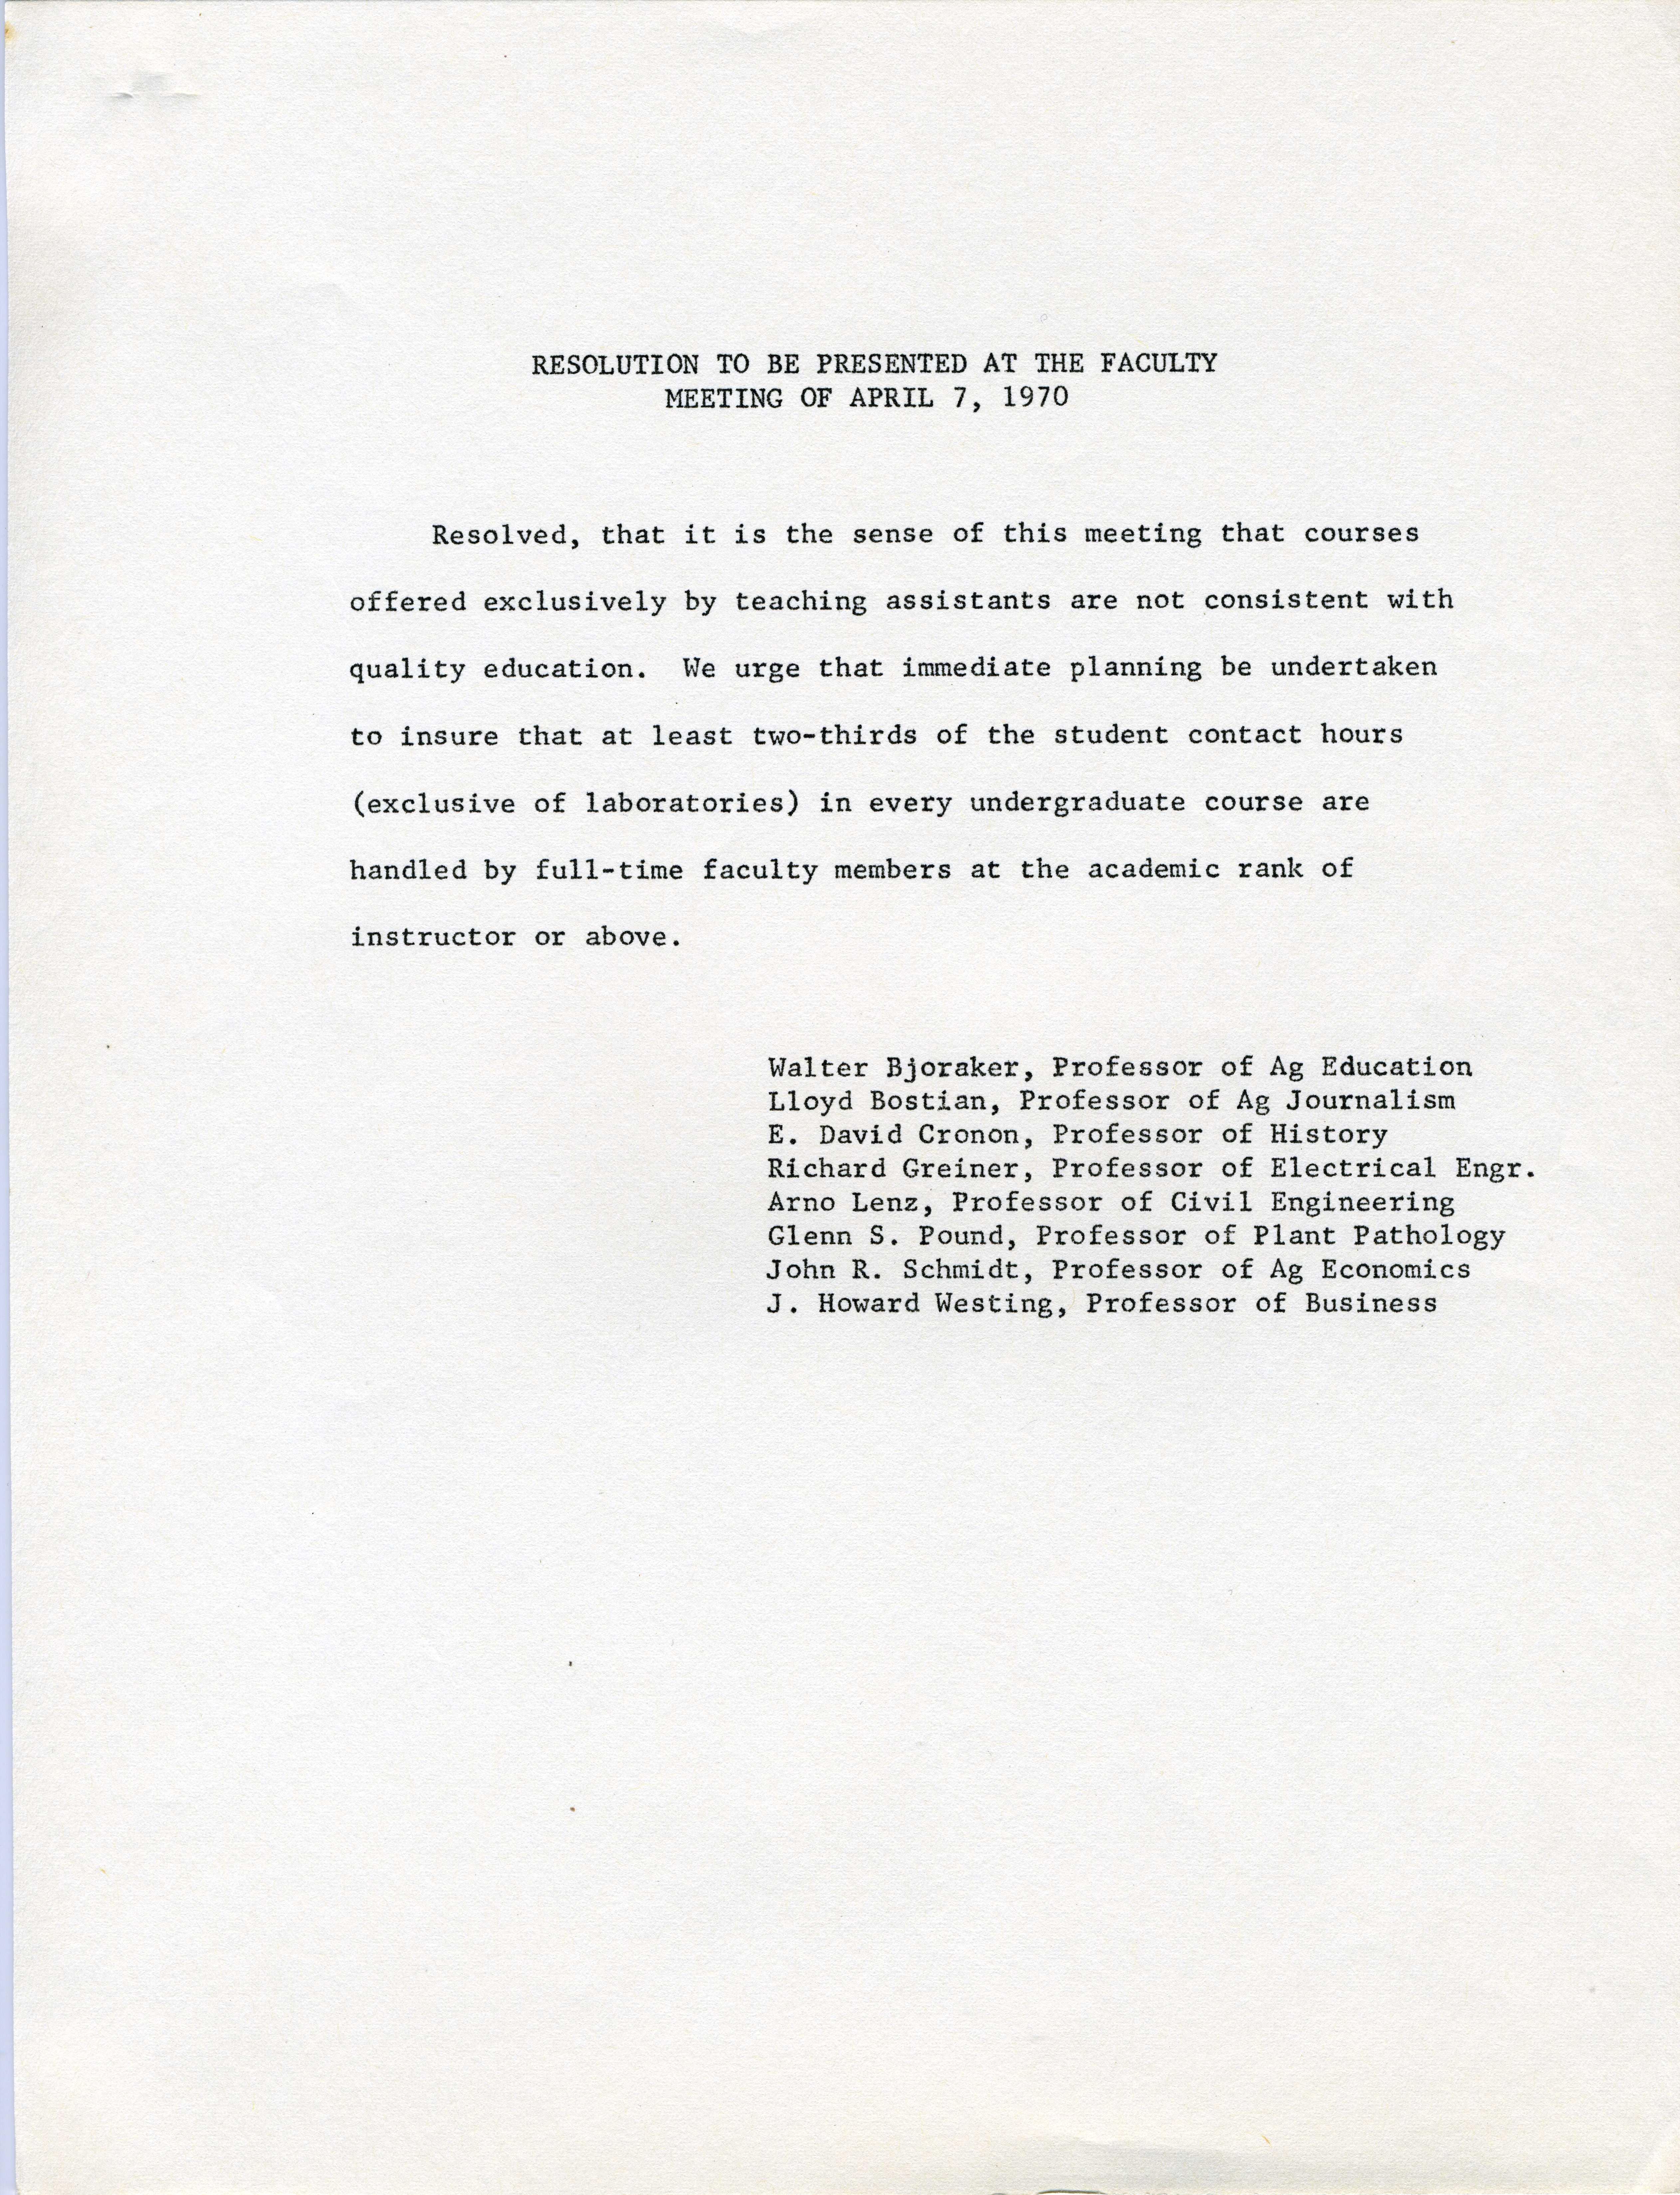 RESOLUTION TO BE PRESENTED AT THE FACULTY
MEETING OF APRIL 7, 1970
Resolved, that it is the sense of this meeting that courses
offered exclusively by teaching assistants are not consistent with
quality education.  We urge that immediate planning be undertaken
to insure that at least two-thirds of the student contact hours
(exclusive of laboratories) in every undergraduate course are
handled by full-time faculty members at the academic rank of
instructor or above.
Walter Bjoraker, Professor of Ag Education
Lloyd Bostian, Professor of Ag Journalism
E. David Cronon, Professor of History
Richard Greiner, Professor of Electrical Engr.
Arno Lenz, Professor of Civil Engineering
Glenn S. Pound, Professor of Plant Pathology
John R. Schmidt, Professor of Ag Economics
J. Howard Westing, Professor of Business